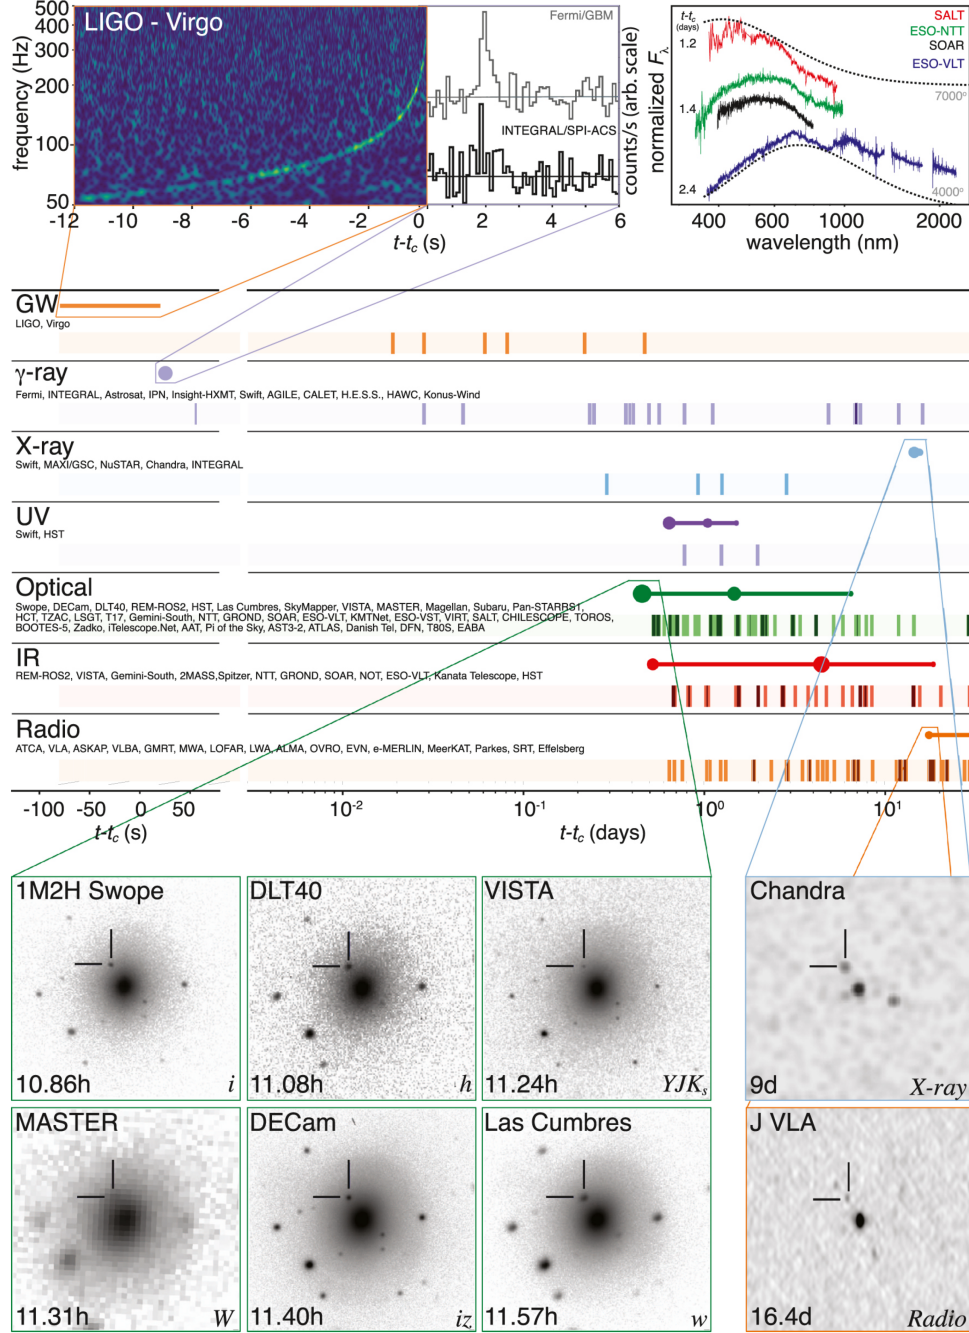 LIGO - Virgo
frequency (Hz)
500
400
300
200
100
50
-12 -10 -8 -6 -4 -2 0 2 4 6
t-tc (s)
Fermi/GBM
INTEGRAL/SPI-ACS
counts/s (arb. scale)
normalized Fλ
t-tc
(days)
1.2
1.4
2.4
SALT
ESO-NTT
SOAR
ESO-VLT
7000°
4000°
400 600 1000 2000
wavelength (nm)
GW
LIGO, Virgo
γ-ray
Fermi, INTEGRAL, Astrosat, IPN, Insight-HXMT, Swift, AGILE, CALET, H.E.S.S., HAWC, Konus-Wind
X-ray
Swift, MAXI/GSC, NuSTAR, Chandra, INTEGRAL
UV
Swift, HST
Optical
Swope, DECam, DLT40, REM-ROS2, HST, Las Cumbres, SkyMapper, VISTA, MASTER, Magellan, Subaru, Pan-STARRS1,
HCT, TZAC, LSGT, T17, Gemini-South, NTT, GROND, SOAR, ESO-VLT, KMTNet, ESO-VST, VIRT, SALT, CHILESCOPE, TOROS,
BOOTES-5, Zadko, iTelescope.Net, AAT, Pi of the Sky, AST3-2, ATLAS, Danish Tel, DFN, T80S, EABA
IR
REM-ROS2, VISTA, Gemini-South, 2MASS,Spitzer, NTT, GROND, SOAR, NOT, ESO-VLT, Kanata Telescope, HST
Radio
ATCA, VLA, ASKAP, VLBA, GMRT, MWA, LOFAR, LWA, ALMA, OVRO, EVN, e-MERLIN, MeerKAT, Parkes, SRT, Effelsberg
-100 -50 0 50 10⁻² 10⁻¹ 10⁰ 10¹
t-tc (s) t-tc (days)
1M2H Swope
10.86h i
DLT40
11.08h h
VISTA
11.24h YJKs
Chandra
9d X-ray
MASTER
11.31h W
DECam
11.40h iz
Las Cumbres
11.57h w
J VLA
16.4d Radio